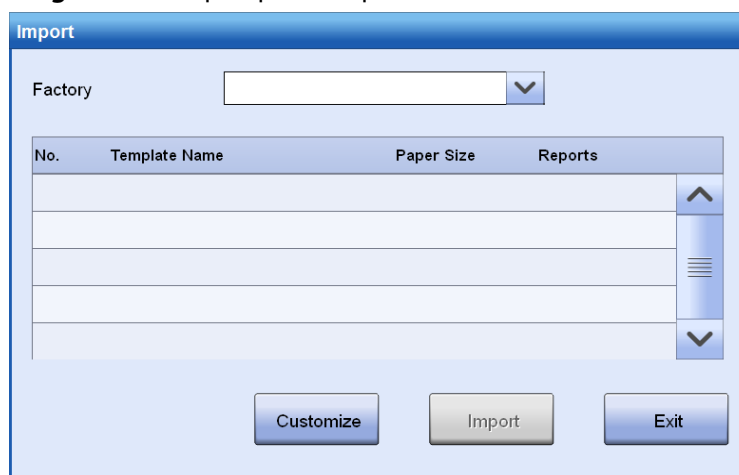 Import
Factory
No. Template Name Paper Size Reports
Customize Import Exit